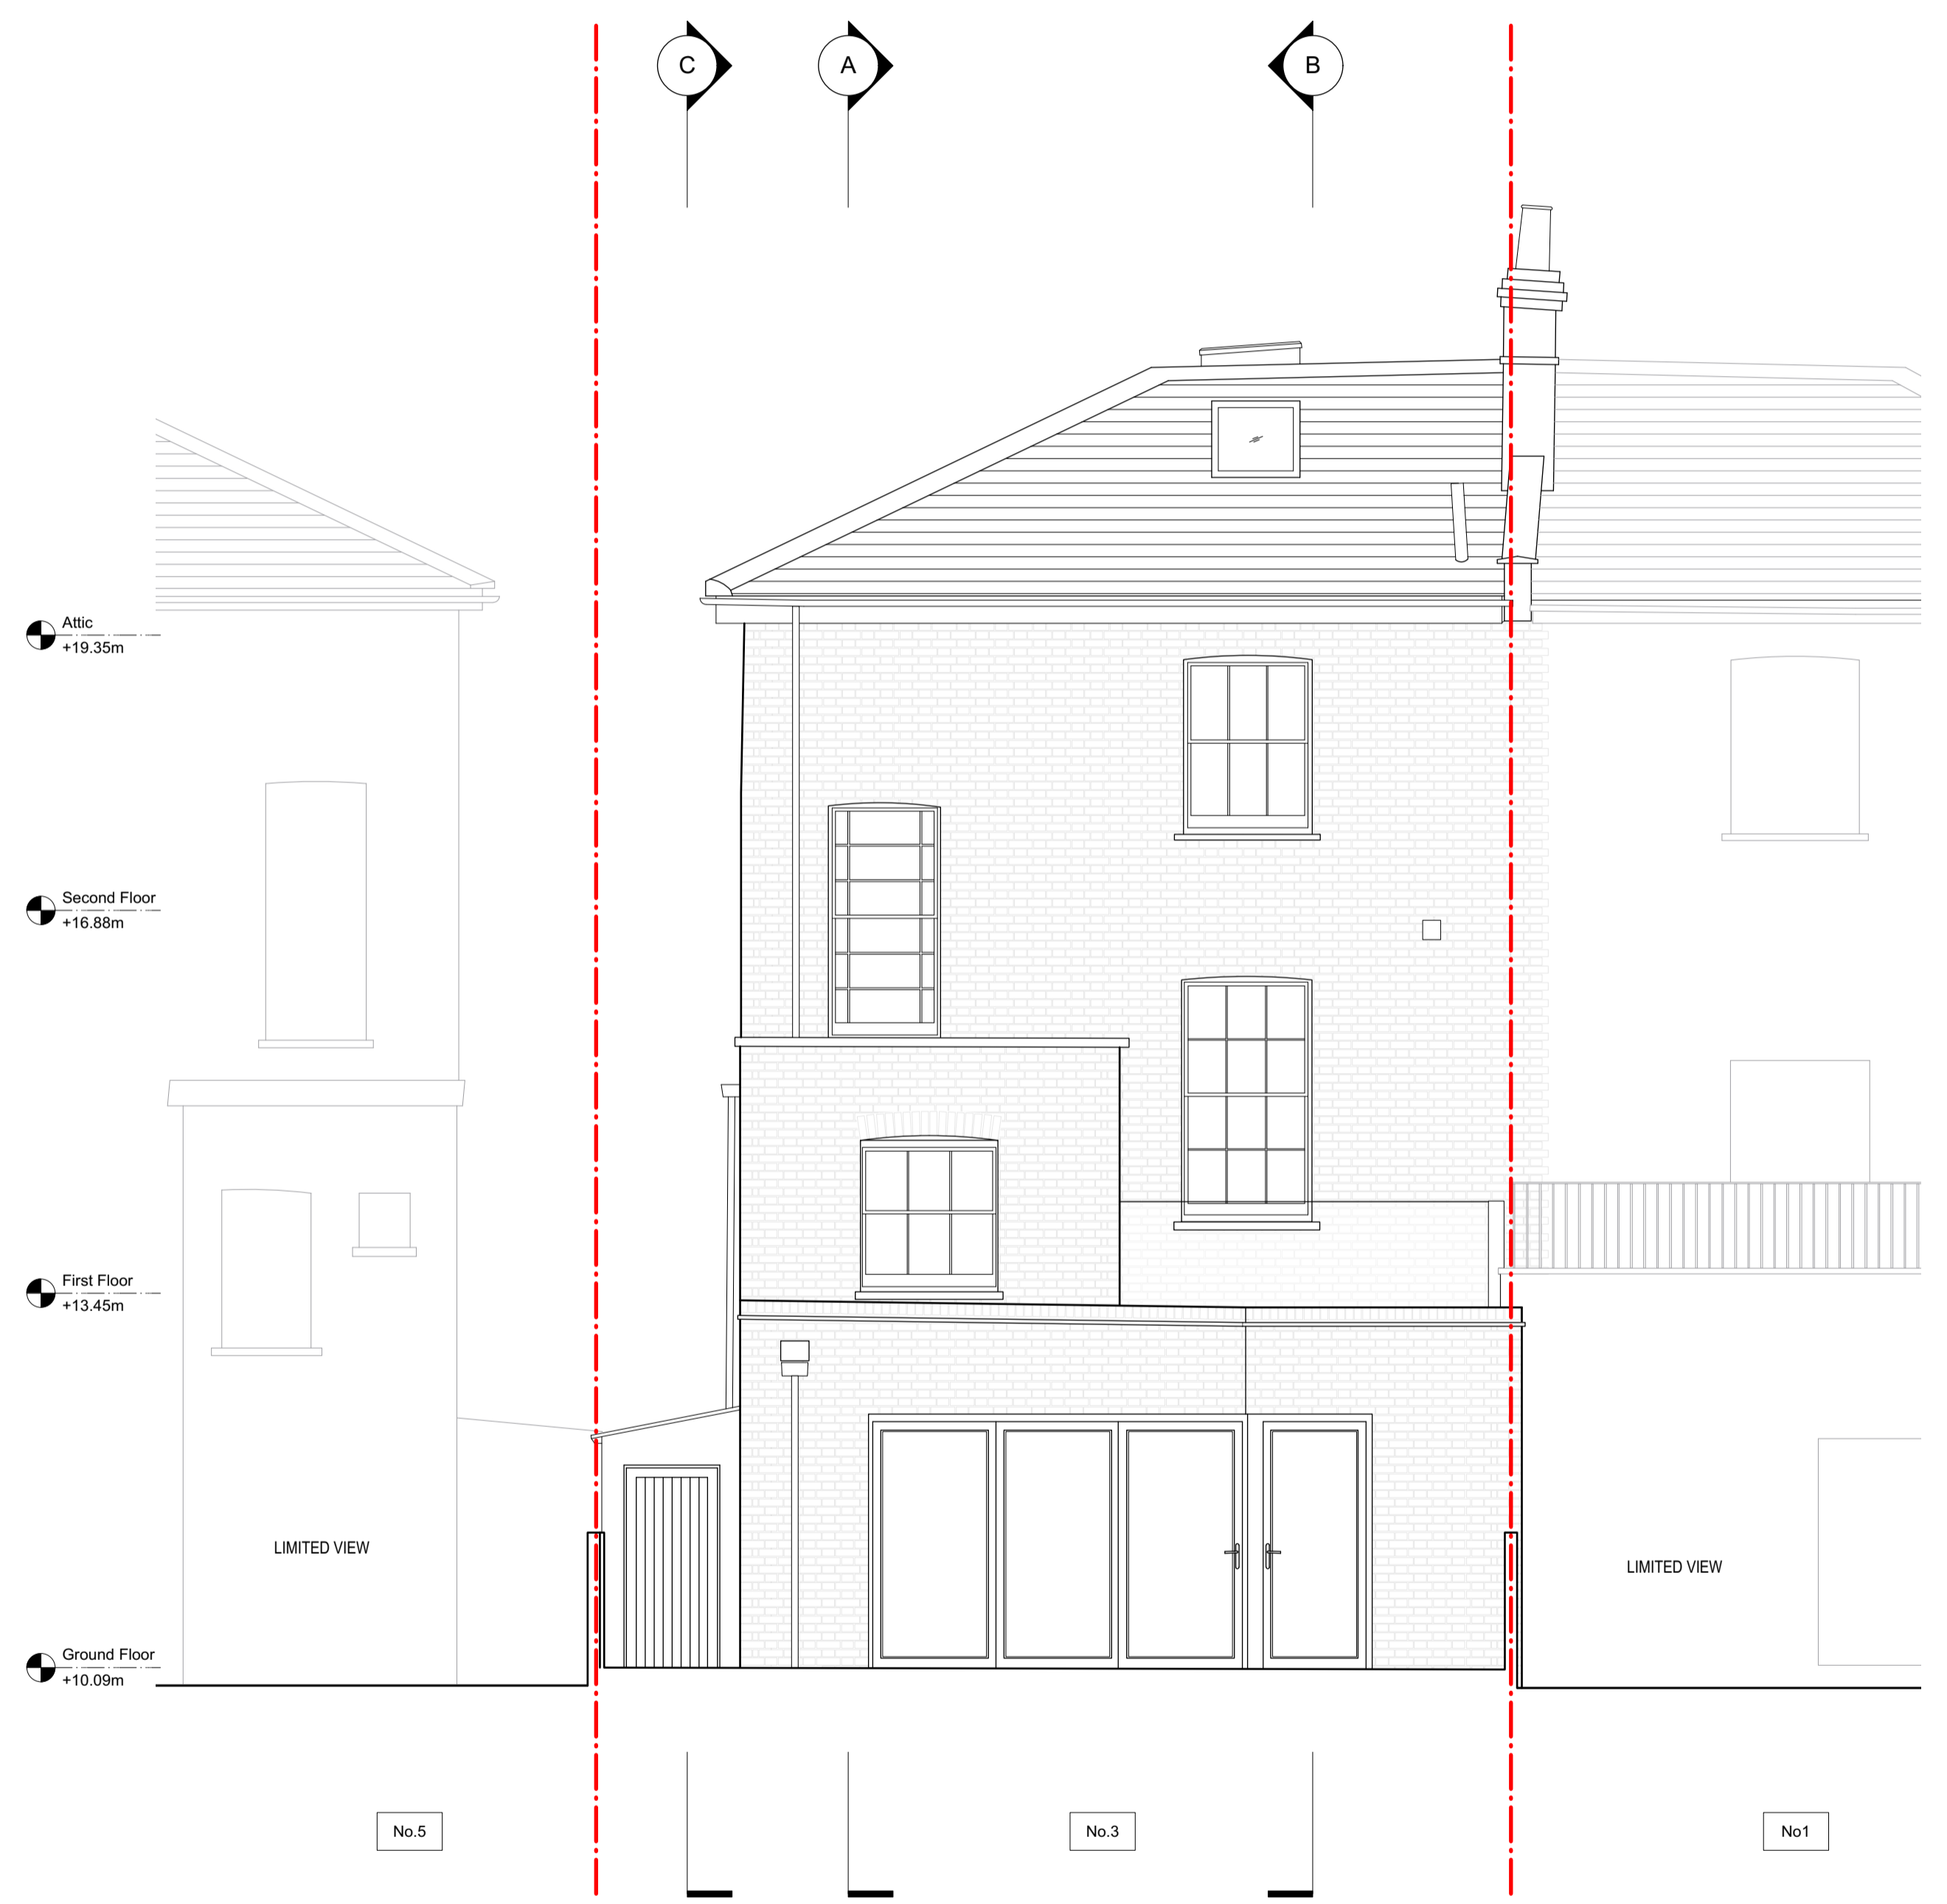 C
A
B
Attic
+19.35m
Second Floor
+16.88m
First Floor
+13.45m
LIMITED VIEW
LIMITED VIEW
Ground Floor
+10.09m
No.5
No.3
No1